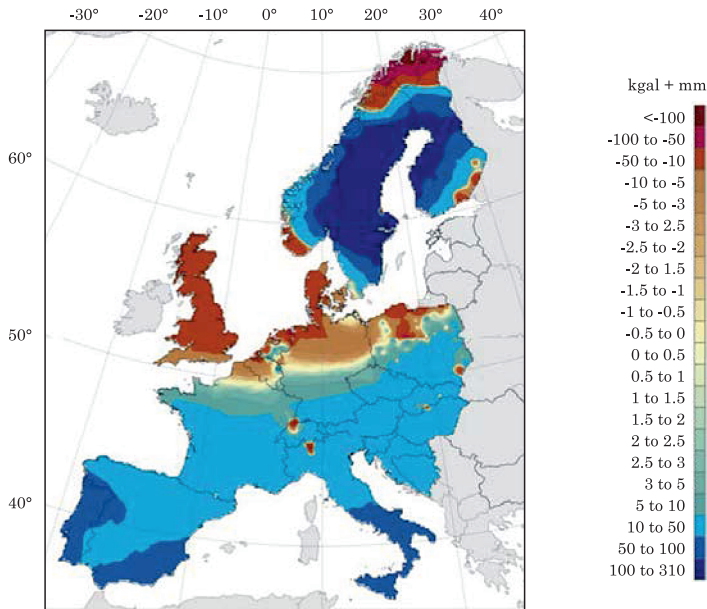 -30° -20° -10° 0° 10° 20° 30° 40°
60°
50°
40°
kgal + mm
<-100
-100 to -50
-50 to -10
-10 to -5
-5 to -3
-3 to 2.5
-2.5 to -2
-2 to 1.5
-1.5 to -1
-1 to -0.5
-0.5 to 0
0 to 0.5
0.5 to 1
1 to 1.5
1.5 to 2
2 to 2.5
2.5 to 3
3 to 5
5 to 10
10 to 50
50 to 100
100 to 310